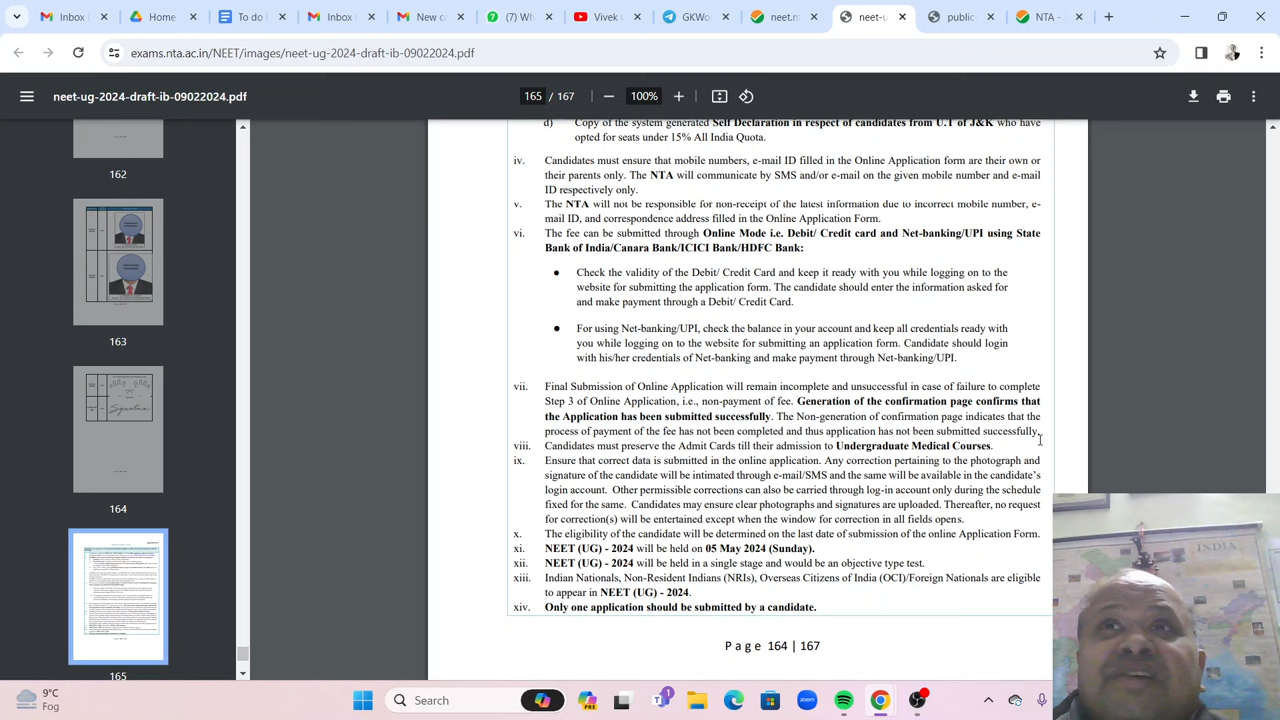 Inbox
Home
To do l
Inbox (
New ca
(7) Wh
Vivek C
GKWo
neet.n
neet-u
public
NTA -
exams.nta.ac.in/NEET/images/neet-ug-2024-draft-ib-09022024.pdf
neet-ug-2024-draft-ib-09022024.pdf
165 / 167
100%
162
163
164
165
d) Copy of the system generated Self Declaration in respect of candidates from U.T of J&K who have
opted for seats under 15% All India Quota.
iv. Candidates must ensure that mobile numbers, e-mail ID filled in the Online Application form are their own or
their parents only. The NTA will communicate by SMS and/or e-mail on the given mobile number and e-mail
ID respectively only.
v. The NTA will not be responsible for non-receipt of the latest information due to incorrect mobile number, e-
mail ID, and correspondence address filled in the Online Application Form.
vi. The fee can be submitted through Online Mode i.e. Debit/ Credit card and Net-banking/UPI using State
Bank of India/Canara Bank/ICICI Bank/HDFC Bank:
● Check the validity of the Debit/ Credit Card and keep it ready with you while logging on to the
website for submitting the application form. The candidate should enter the information asked for
and make payment through a Debit/ Credit Card.
● For using Net-banking/UPI, check the balance in your account and keep all credentials ready with
you while logging on to the website for submitting an application form. Candidate should login
with his/her credentials of Net-banking and make payment through Net-banking/UPI.
vii. Final Submission of Online Application will remain incomplete and unsuccessful in case of failure to complete
Step 3 of Online Application, i.e., non-payment of fee. Generation of the confirmation page confirms that
the Application has been submitted successfully. The Non-generation of confirmation page indicates that the
process of payment of the fee has not been completed and thus application has not been submitted successfully.
viii. Candidates must preserve the Admit Cards till their admission to Undergraduate Medical Courses.
ix. Ensure that correct data is submitted in the online application. Any correction pertaining to the photograph and
signature of the candidate will be intimated through e-mail/SMS and the same will be available in the candidate's
login account. Other permissible corrections can also be carried through log-in account only during the schedule
fixed for the same. Candidates may ensure clear photographs and signatures are uploaded. Thereafter, no request
for correction(s) will be entertained except when the window for correction in all fields opens.
x. The eligibility of the candidate will be determined on the last date of submission of the online Application Form.
xi. NEET (UG) - 2024 will be held on 05 May 2024 (Sunday).
xii. NEET (UG) - 2024 will be held in a single stage and would be an objective type test.
xiii. Indian Nationals, Non-Resident Indians (NRIs), Overseas Citizens of India (OCI)/Foreign Nationals are eligible
to appear in NEET (UG) - 2024.
xiv. Only one application should be submitted by a candidate.
Page 164 | 167
INDIA
9°C
Fog
Search
PRE
1
zoom